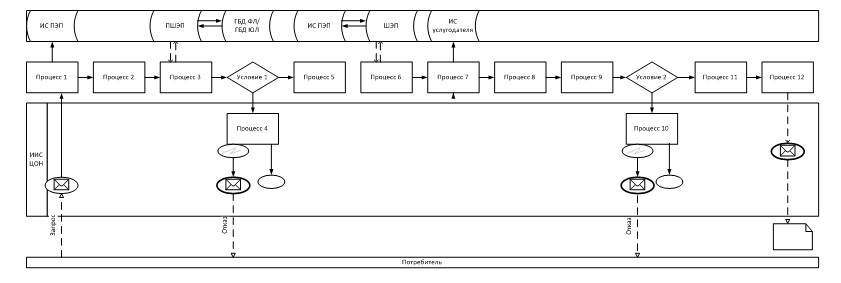 ИС ПЭП
ПШЭП
ГБД ФЛ/
ГБД ЮЛ
ИС ПЭП
ШЭП
ИС
услугодателя
Процесс 1
Процесс 2
Процесс 3
Условие 1
Процесс 5
Процесс 6
Процесс 7
Процесс 8
Процесс 9
Условие 2
Процесс 11
Процесс 12
Процесс 4
Процесс 10
ИИС
ЦОН
Запрос
Отказ
Отказ
Потребитель